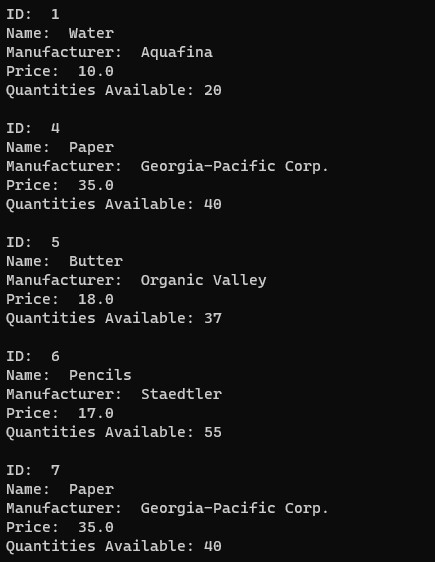 ID:  1
Name:  Water
Manufacturer:  Aquafina
Price:  10.0
Quantities Available: 20

ID:  4
Name:  Paper
Manufacturer:  Georgia-Pacific Corp.
Price:  35.0
Quantities Available: 40

ID:  5
Name:  Butter
Manufacturer:  Organic Valley
Price:  18.0
Quantities Available: 37

ID:  6
Name:  Pencils
Manufacturer:  Staedtler
Price:  17.0
Quantities Available: 55

ID:  7
Name:  Paper
Manufacturer:  Georgia-Pacific Corp.
Price:  35.0
Quantities Available: 40